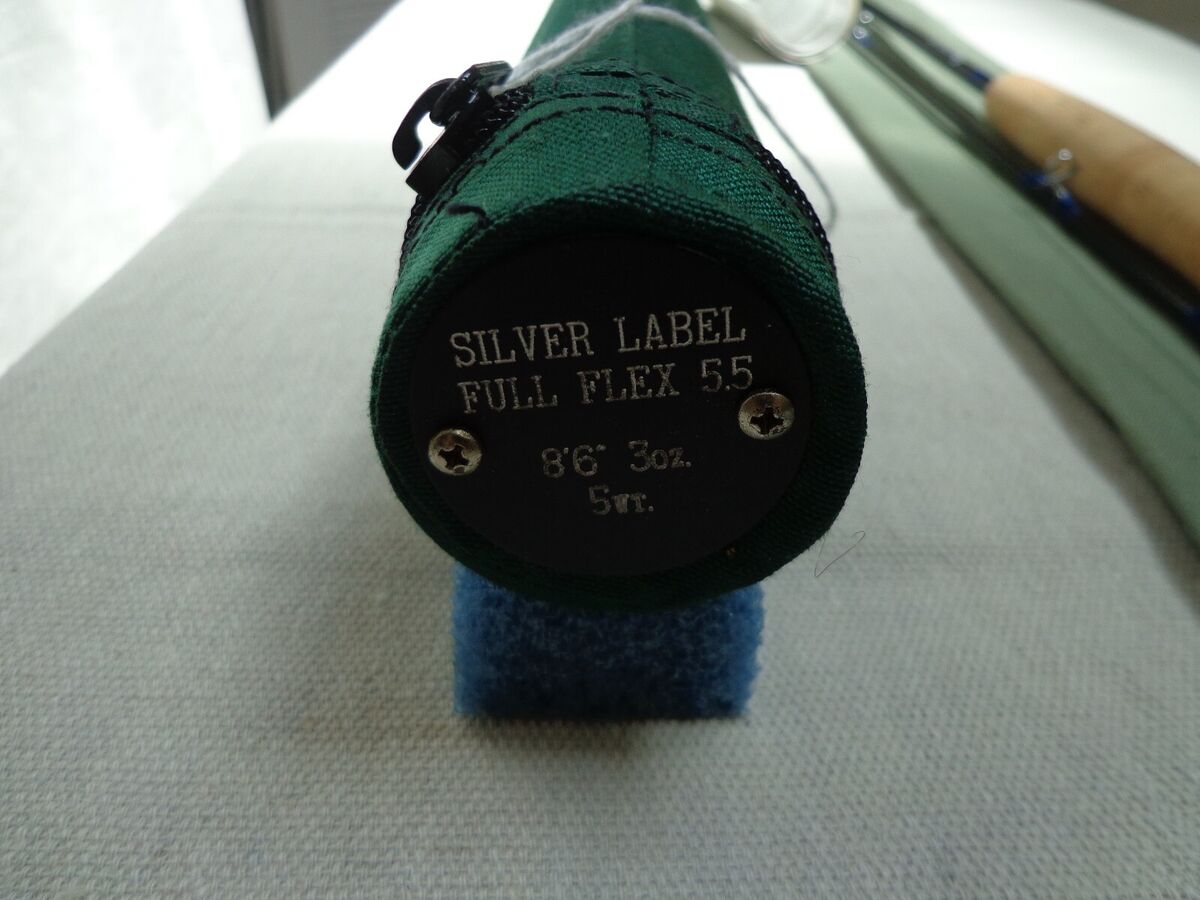 SILVER LABEL
FULL FLEX 5.5
8'6" 3oz.
5wt.